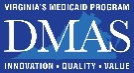 VIRGINIA'S MEDICAID PROGRAM
DMAS
INNOVATION • QUALITY • VALUE